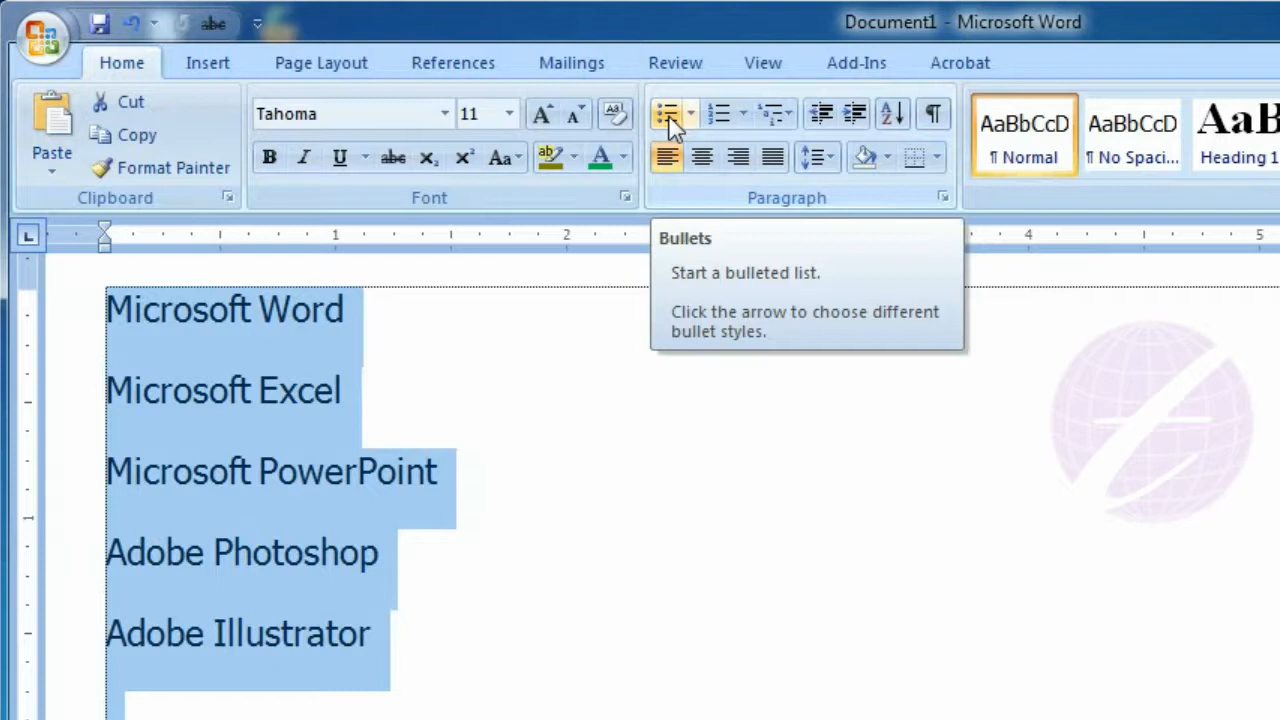 abc
Document1 - Microsoft Word
Home Insert Page Layout References Mailings Review View Add-Ins Acrobat
Paste
Cut
Copy
Format Painter
Clipboard
Tahoma 11
B I U abc X₂ X² Aa A
Font
Paragraph
AaBbCcD
¶ Normal
AaBbCcD
¶ No Spaci...
AaB
Heading 1
1 2 4 5
Bullets
Start a bulleted list.
Click the arrow to choose different
bullet styles.
Microsoft Word
Microsoft Excel
Microsoft PowerPoint
Adobe Photoshop
Adobe Illustrator